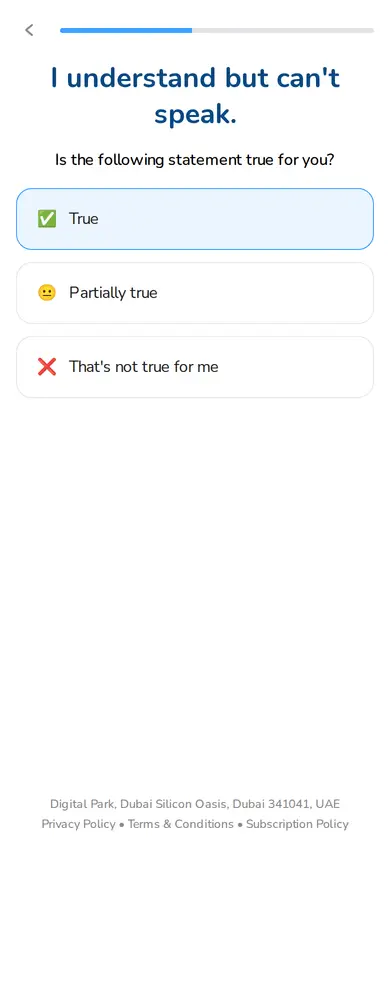 I understand but can't
speak.
Is the following statement true for you?
True
Partially true
That's not true for me
Digital Park, Dubai Silicon Oasis, Dubai 341041, UAE
Privacy Policy • Terms & Conditions • Subscription Policy